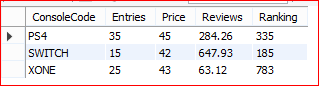 ConsoleCode Entries Price Reviews Ranking
PS4 35 45 284.26 335
SWITCH 15 42 647.93 185
XONE 25 43 63.12 783